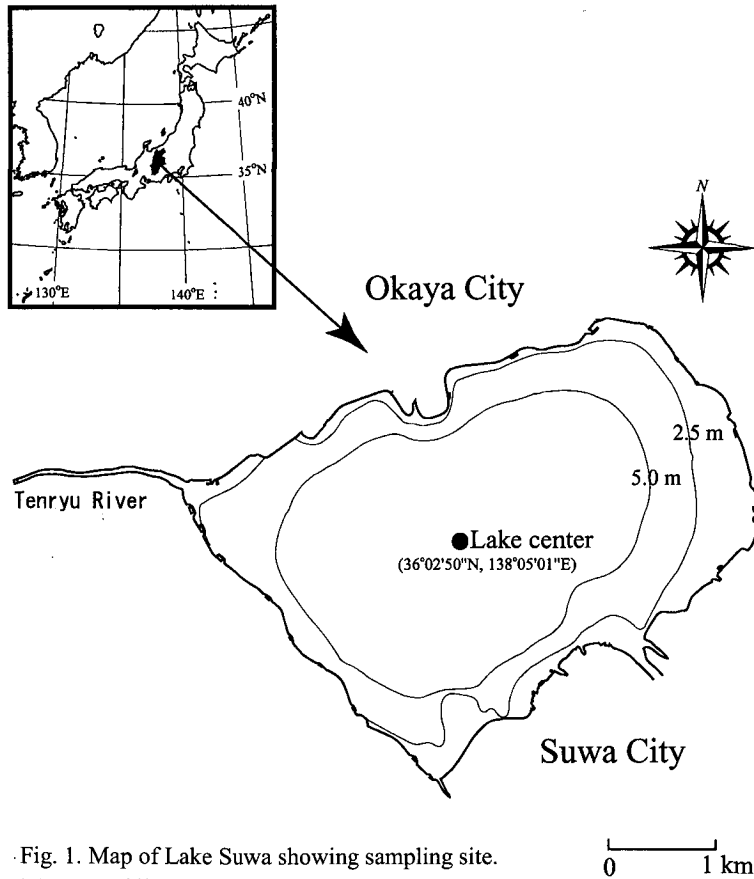 40°N
35°N
130°E
140°E
N
Okaya City
2.5 m
5.0 m
Tenryu River
Lake center
(36°02'50"N, 138°05'01"E)
Suwa City
Fig. 1. Map of Lake Suwa showing sampling site.
0 1 km